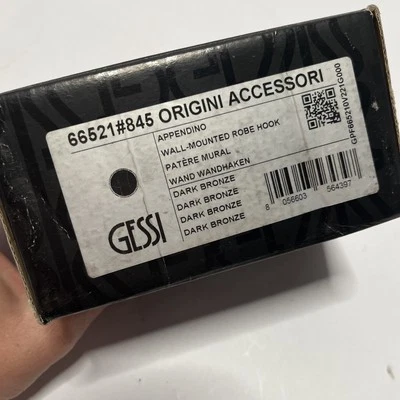 66521#845 ORIGINI ACCESSORI
APPENDINO
WALL-MOUNTED ROBE HOOK
PATÈRE MURAL
WAND WANDHAKEN
DARK BRONZE
DARK BRONZE
DARK BRONZE
DARK BRONZE
GESSI
8 056603 564397
GPF665210V221G000